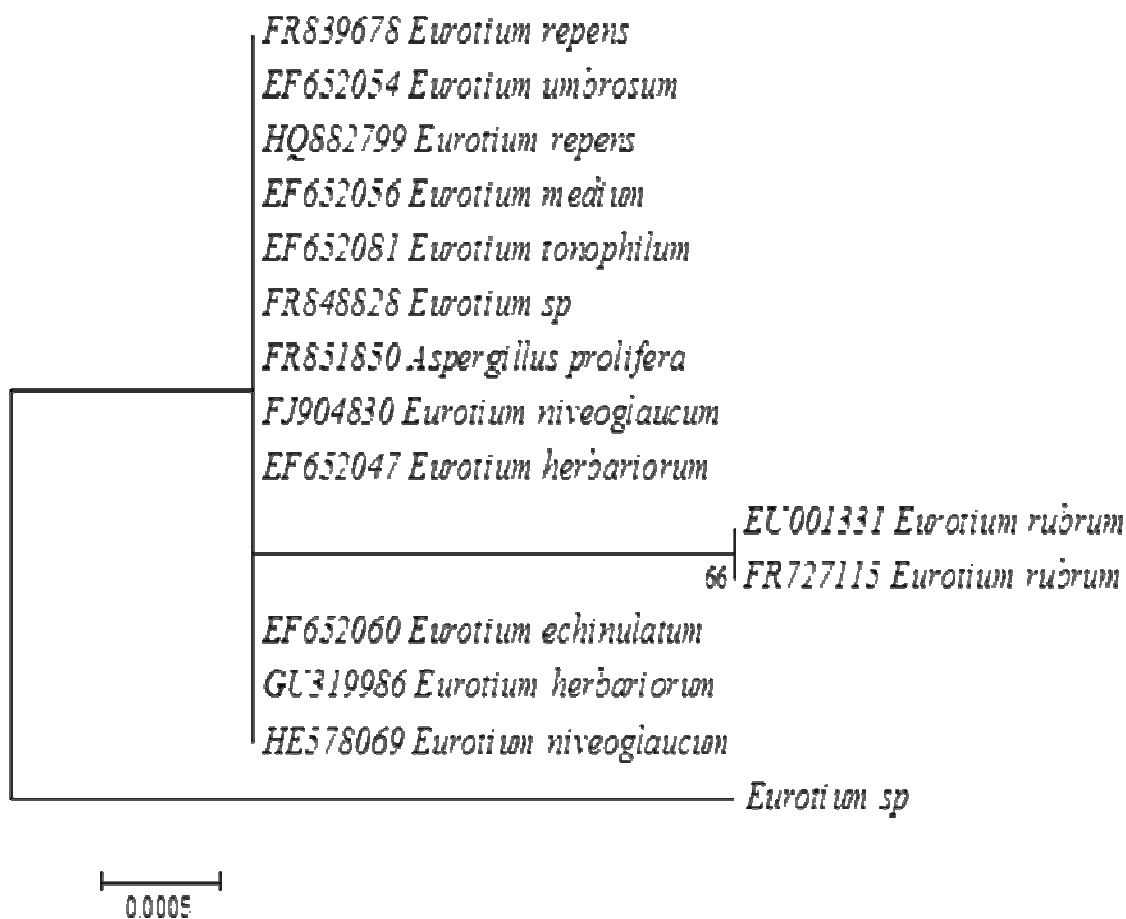 FR839678 Eurotium repens
EF652054 Eurotium umbrosum
HQ882799 Eurotium repens
EF652056 Eurotium medium
EF652081 Eurotium tonophilum
FR848828 Eurotium sp
FR851850 Aspergillus prolifera
FJ904830 Eurotium niveoglaucum
EF652047 Eurotium herbariorum
EU001331 Eurotium rubrum
66 FR727115 Eurotium rubrum
EF652060 Eurotium echinulatum
GU319986 Eurotium herbariorum
HE578069 Eurotium niveoglaucum
Eurotium sp
0.0005